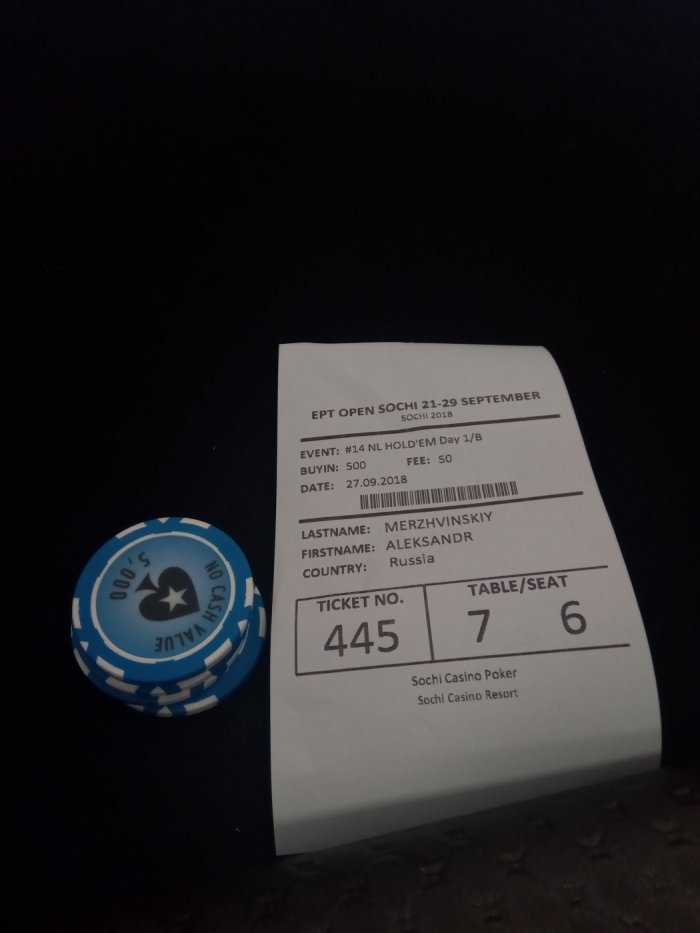 EPT OPEN SOCHI 21-29 SEPTEMBER
SOCHI 2018
EVENT: #14 NL HOLD'EM Day 1/B
BUYIN: 500 FEE: 50
DATE: 27.09.2018
LASTNAME: MERZHVINSKIY
FIRSTNAME: ALEKSANDR
COUNTRY: Russia
TICKET NO. TABLE/SEAT
445 7 6
Sochi Casino Poker
Sochi Casino Resort
5,000
NO CASH VALUE